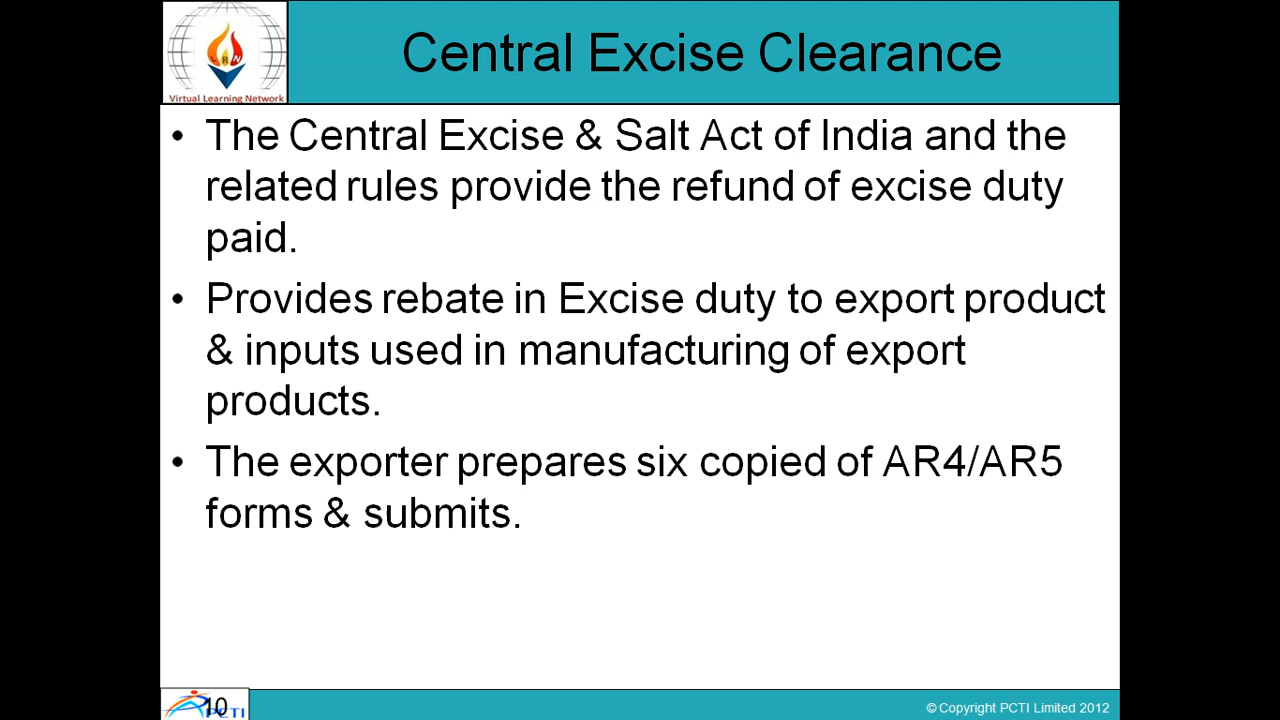 Central Excise Clearance
Virtual Learning Network
• The Central Excise & Salt Act of India and the
related rules provide the refund of excise duty
paid.
• Provides rebate in Excise duty to export product
& inputs used in manufacturing of export
products.
• The exporter prepares six copied of AR4/AR5
forms & submits.
10
PCTI
© Copyright PCTI Limited 2012